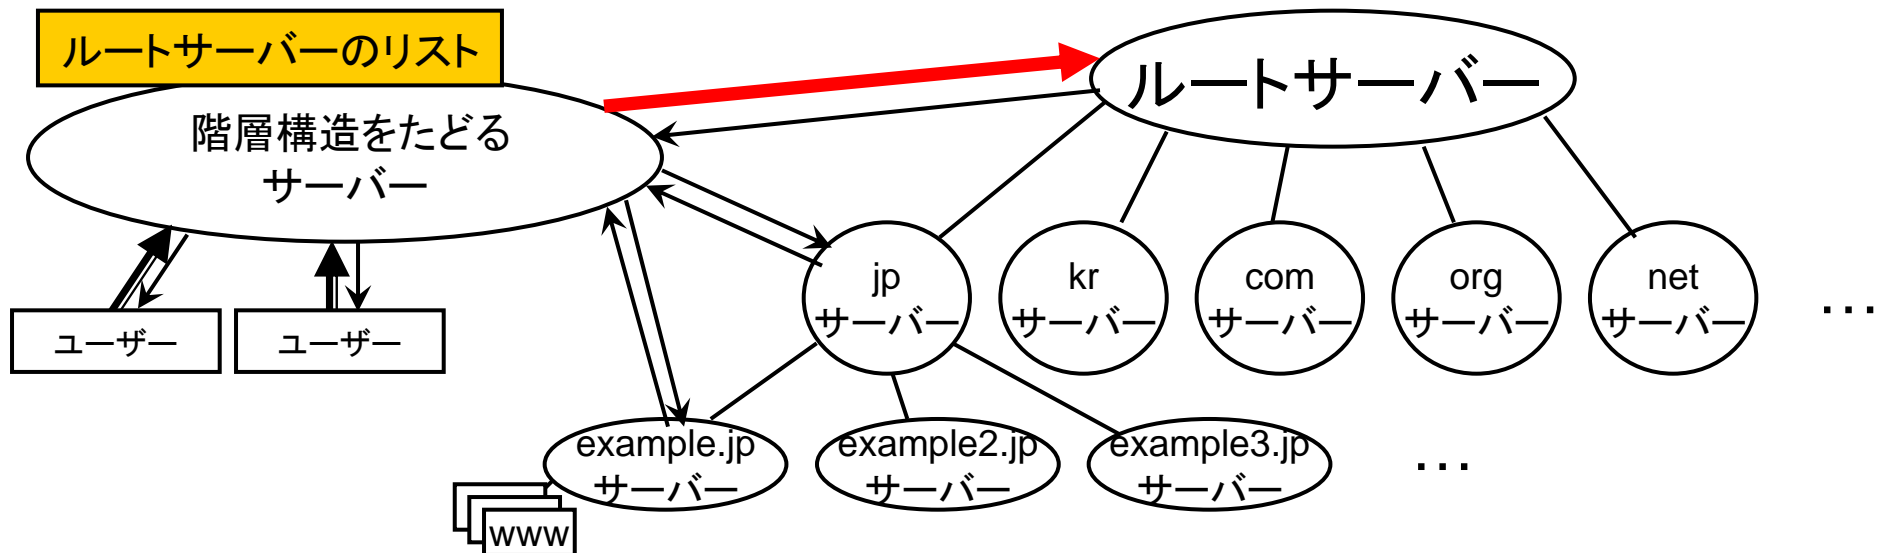 ルートサーバーのリスト
ルートサーバー
階層構造をたどる
サーバー
ユーザー
ユーザー
jp
サーバー
kr
サーバー
com
サーバー
org
サーバー
net
サーバー
…
example.jp
サーバー
example2.jp
サーバー
example3.jp
サーバー
…
www